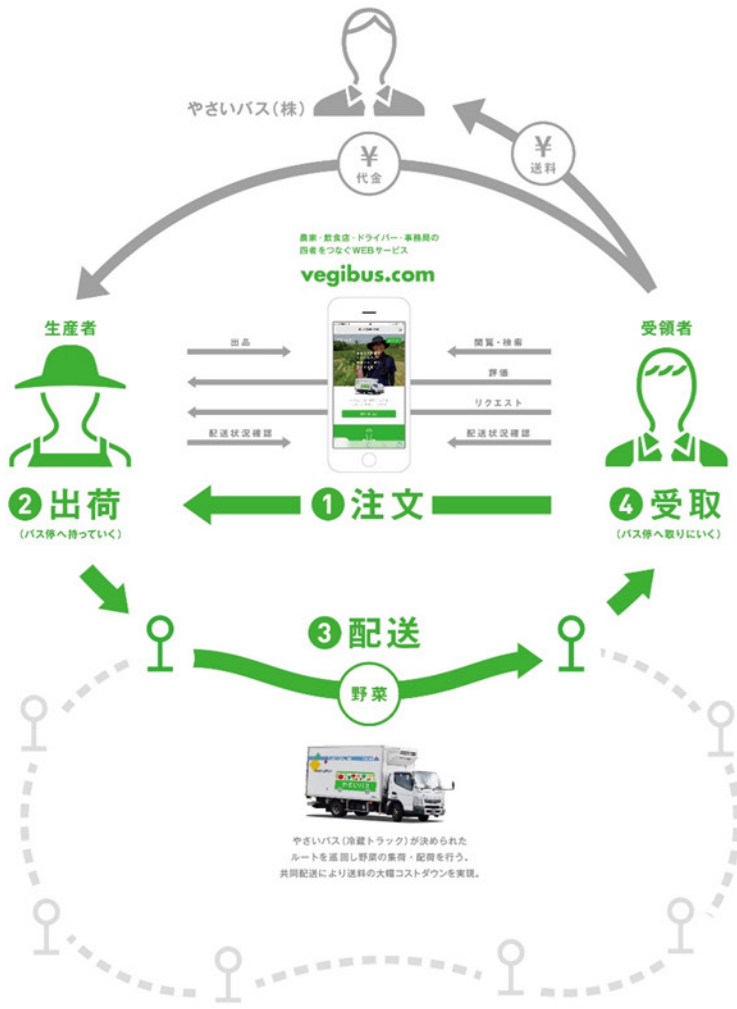 やさいバス(株)
¥
代金
¥
送料
農家・飲食店・ドライバー・事務局の
四者をつなぐWEBサービス
vegibus.com
生産者
受領者
出品
閲覧・検索
評価
リクエスト
配送状況確認
配送状況確認
❷出荷
(バス停へ持っていく)
❶注文
❹受取
(バス停へ取りにいく)
❸配送
野菜
やさいバス
やさいバス(冷蔵トラック)が決められた
ルートを巡回し野菜の集荷・配荷を行う。
共同配送により送料の大幅コストダウンを実現。